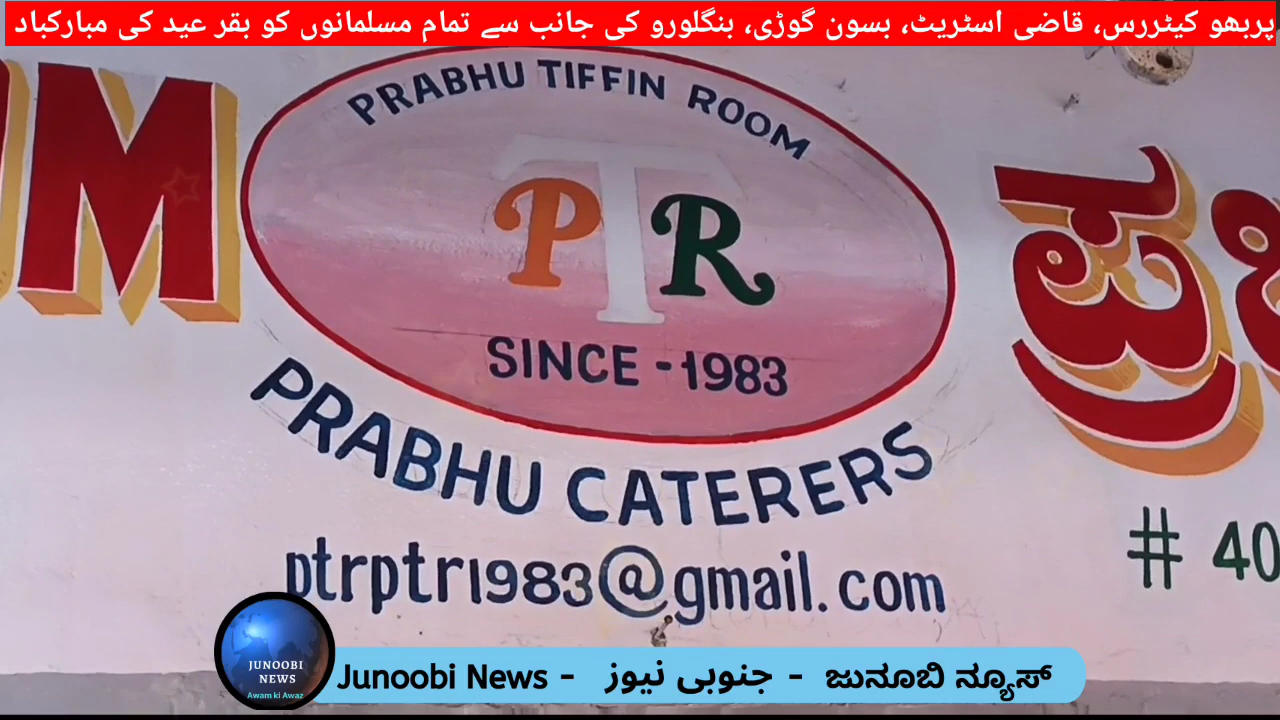 پربھو کیٹررس، قاضی اسٹریٹ، بسون گوڑی، بنگلورو کی جانب سے تمام مسلمانوں کو بقر عید کی مبارکباد
PRABHU TIFFIN ROOM
M
PTR
SINCE - 1983
PRABHU CATERERS
ptrptr1983@gmail.com
ಪ್ರ
# 40
JUNOOBI
NEWS
Awam ki Awaz
Junoobi News - جنوبی نیوز - ಜುನೂಬಿ ನ್ಯೂಸ್